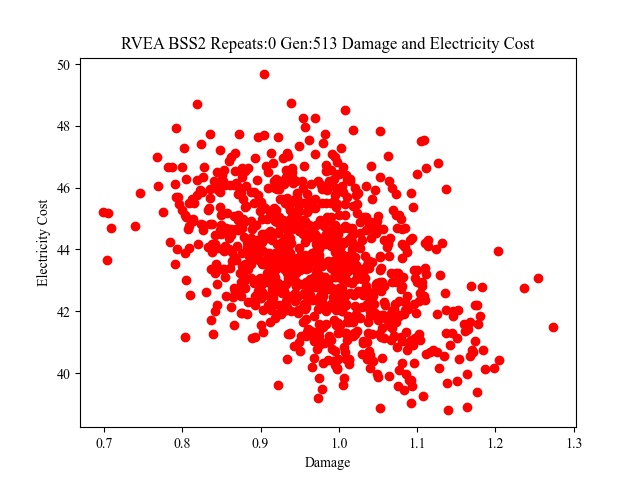 RVEA BSS2 Repeats:0 Gen:513 Damage and Electricity Cost
50
48
46
44
42
40
Electricity Cost
0.7 0.8 0.9 1.0 1.1 1.2 1.3
Damage